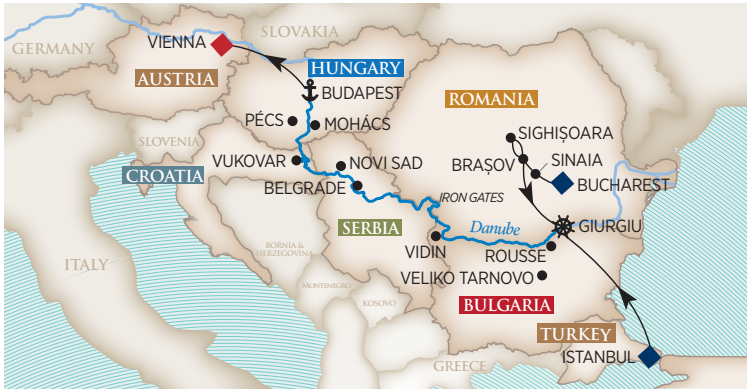 SLOVAKIA
GERMANY
VIENNA
HUNGARY
AUSTRIA
BUDAPEST
ROMANIA
PÉCS
MOHÁCS
SIGHIȘOARA
SLOVENIA
VUKOVAR
NOVI SAD
BRAȘOV
SINAIA
CROATIA
BELGRADE
BUCHAREST
IRON GATES
SERBIA
Danube
GIURGIU
BORNIA &
HERZEGOVINA
VIDIN
ROUSSE
ITALY
VELIKO TARNOVO
MONTENEGRO
KOSOVO
BULGARIA
TURKEY
ISTANBUL
GREECE